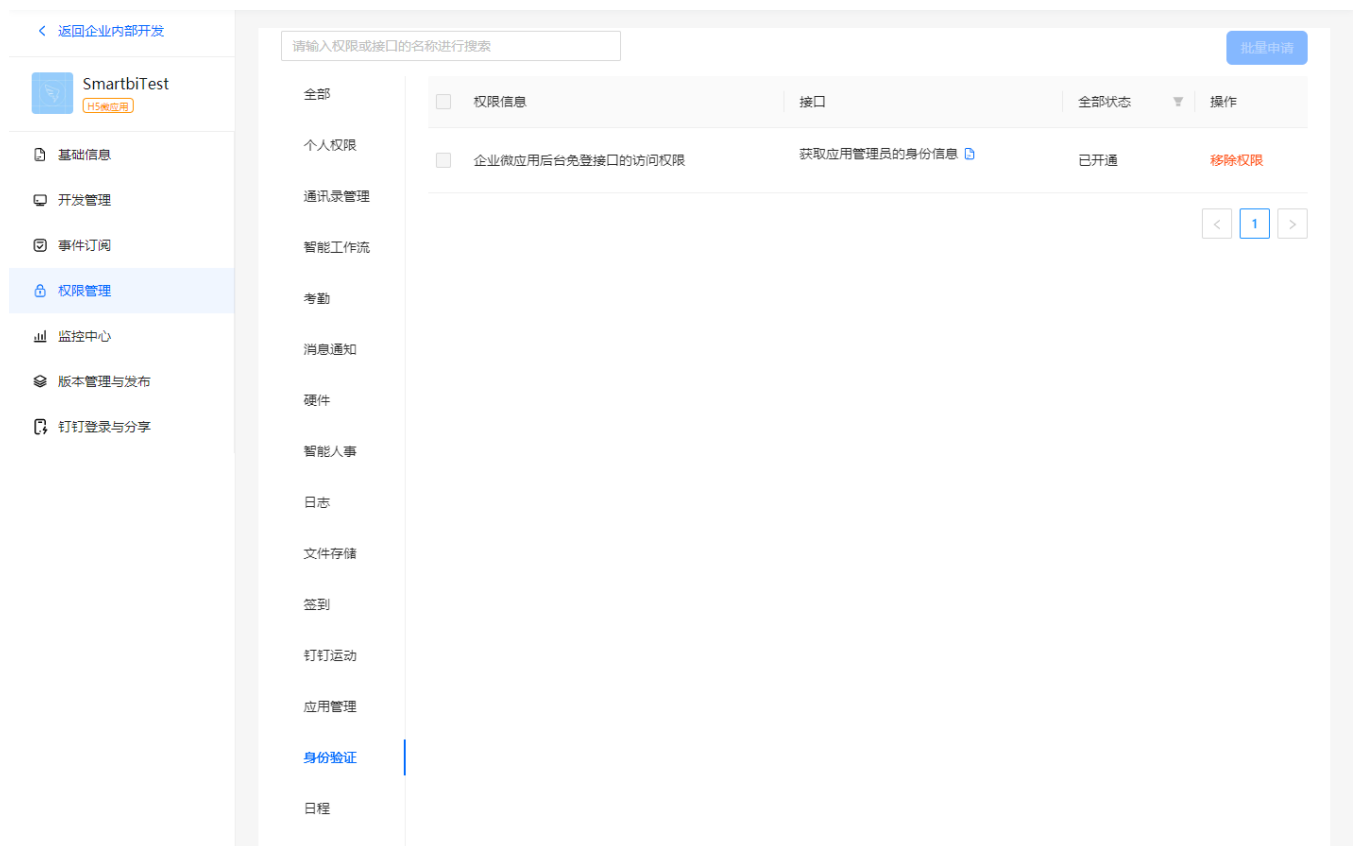 返回企业内部开发
SmartbiTest
H5微应用
基础信息
开发管理
事件订阅
权限管理
监控中心
版本管理与发布
钉钉登录与分享
请输入权限或接口的名称进行搜索
批量申请
全部
个人权限
通讯录管理
智能工作流
考勤
消息通知
硬件
智能人事
日志
文件存储
签到
钉钉运动
应用管理
身份验证
日程
权限信息 接口 全部状态 操作
企业微应用后台免登接口的访问权限 获取应用管理员的身份信息 已开通 移除权限
< 1 >